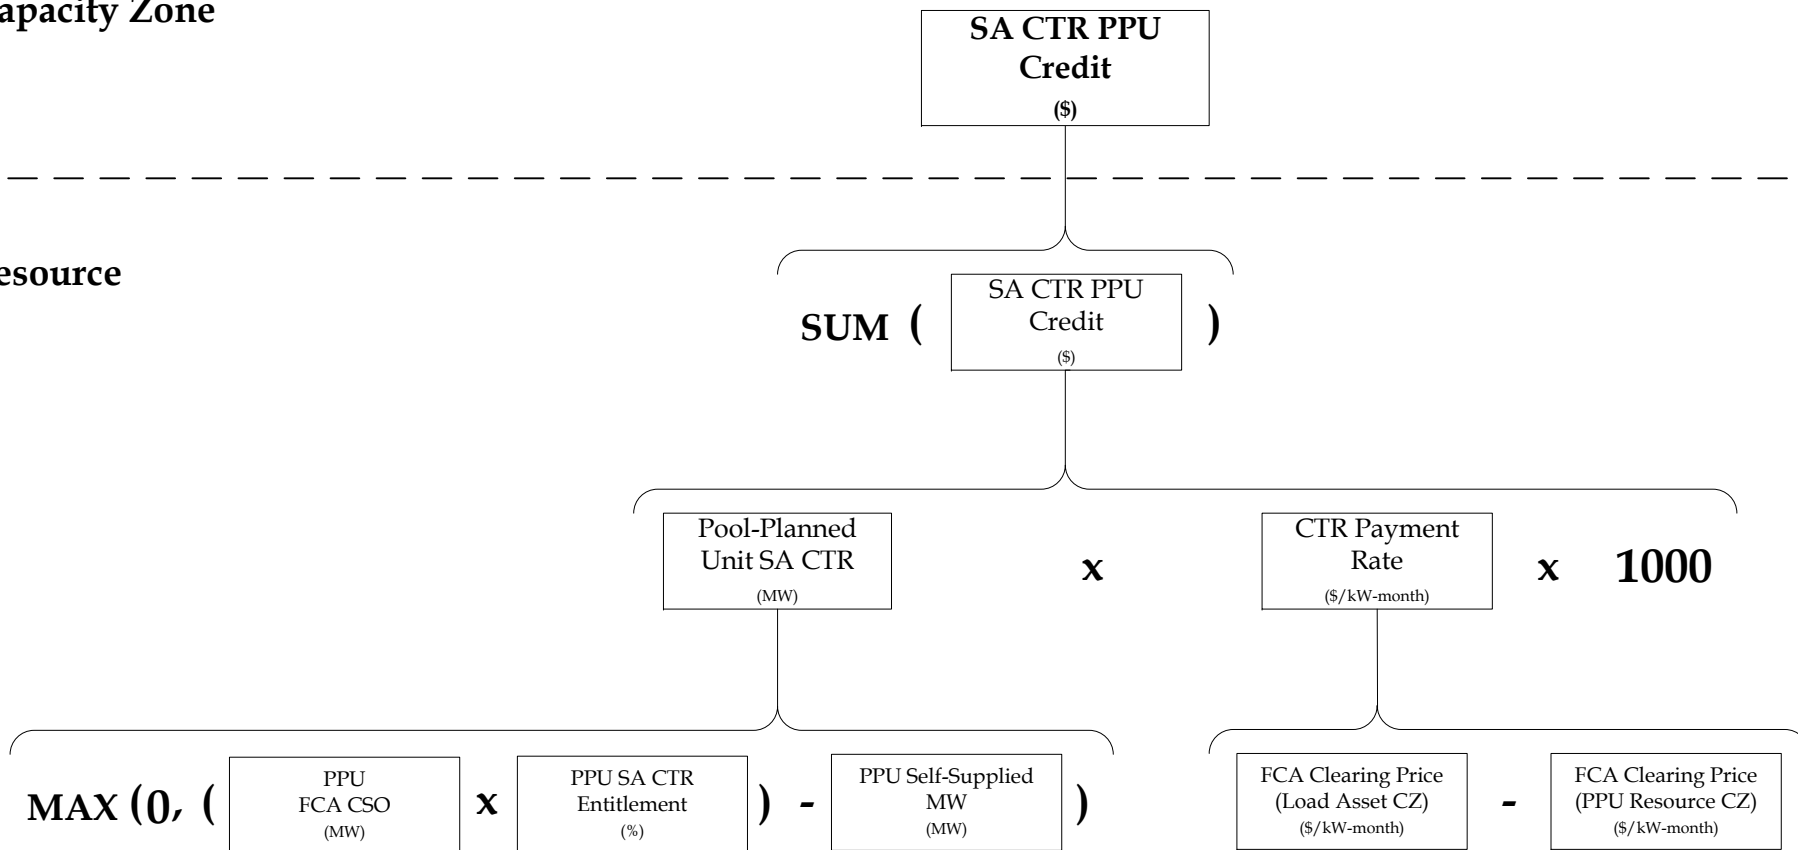 apacity Zone
SA CTR PPU
Credit
($)
esource
SUM ( SA CTR PPU )
Credit
($)
Pool-Planned
Unit SA CTR
(MW)
x
CTR Payment
Rate
($/kW-month)
x 1000
MAX (0, (
PPU
FCA CSO
(MW)
x
PPU SA CTR
Entitlement
(%)
) -
PPU Self-Supplied
MW
(MW)
)
FCA Clearing Price
(Load Asset CZ)
($/kW-month)
-
FCA Clearing Price
(PPU Resource CZ)
($/kW-month)